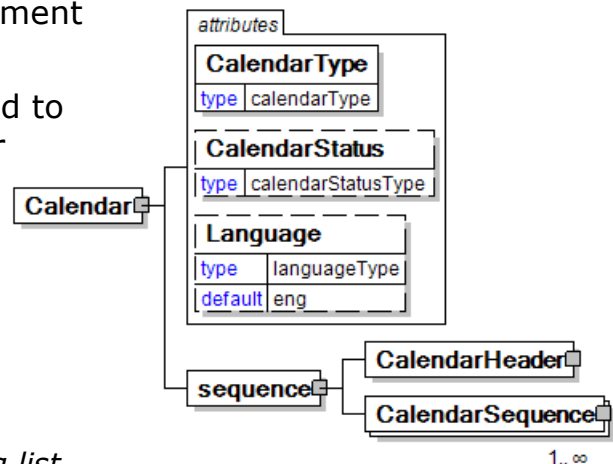 ment
d to
r
attributes
CalendarType
type calendarType
CalendarStatus
type calendarStatusType
Language
type languageType
default eng
Calendar
sequence
CalendarHeader
CalendarSequence
1..∞
g list